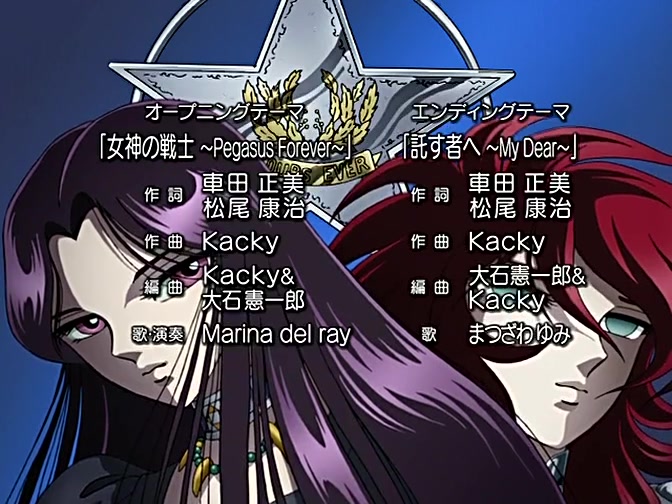 オープニングテーマ
「女神の戦士 ~Pegasus Forever~」
作詞 車田 正美
松尾 康治
作曲 Kacky
編曲 Kacky&
大石憲一郎
歌・演奏 Marina del ray
エンディングテーマ
「託す者へ ~My Dear~」
作詞 車田 正美
松尾 康治
作曲 Kacky
編曲 大石憲一郎&
Kacky
歌 まつざわゆみ
YOURS EVER